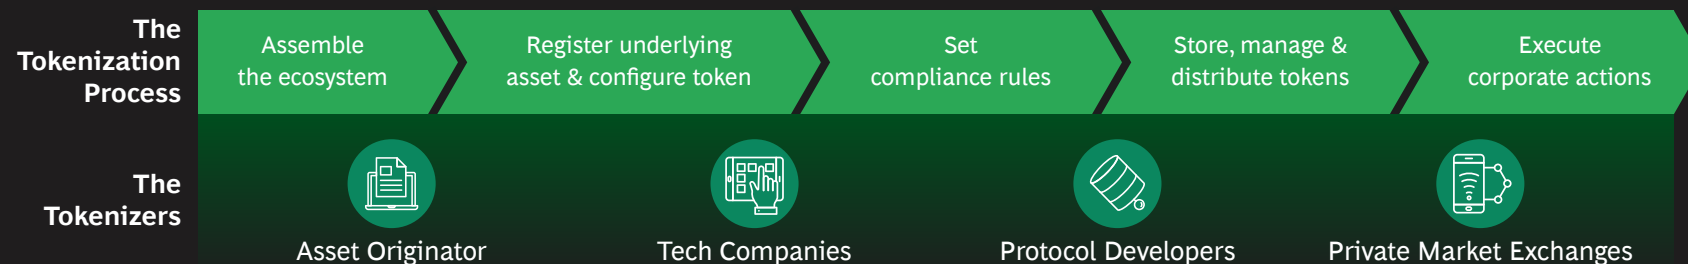 The
Tokenization
Process
Assemble
the ecosystem
Register underlying
asset & configure token
Set
compliance rules
Store, manage &
distribute tokens
Execute
corporate actions
The
Tokenizers
Asset Originator
Tech Companies
Protocol Developers
Private Market Exchanges